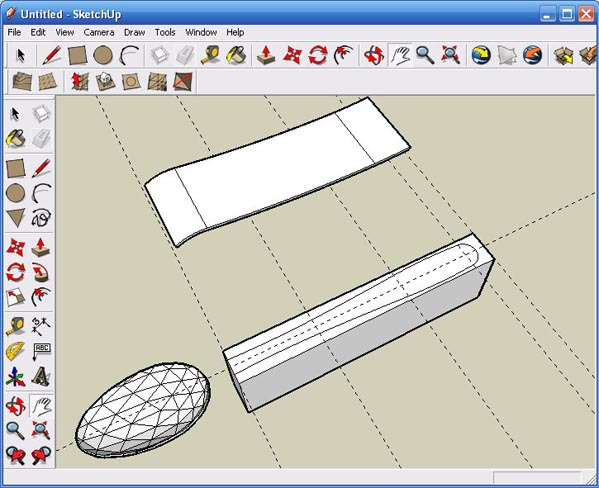 Untitled - SketchUp
File Edit View Camera Draw Tools Window Help
ABC
A